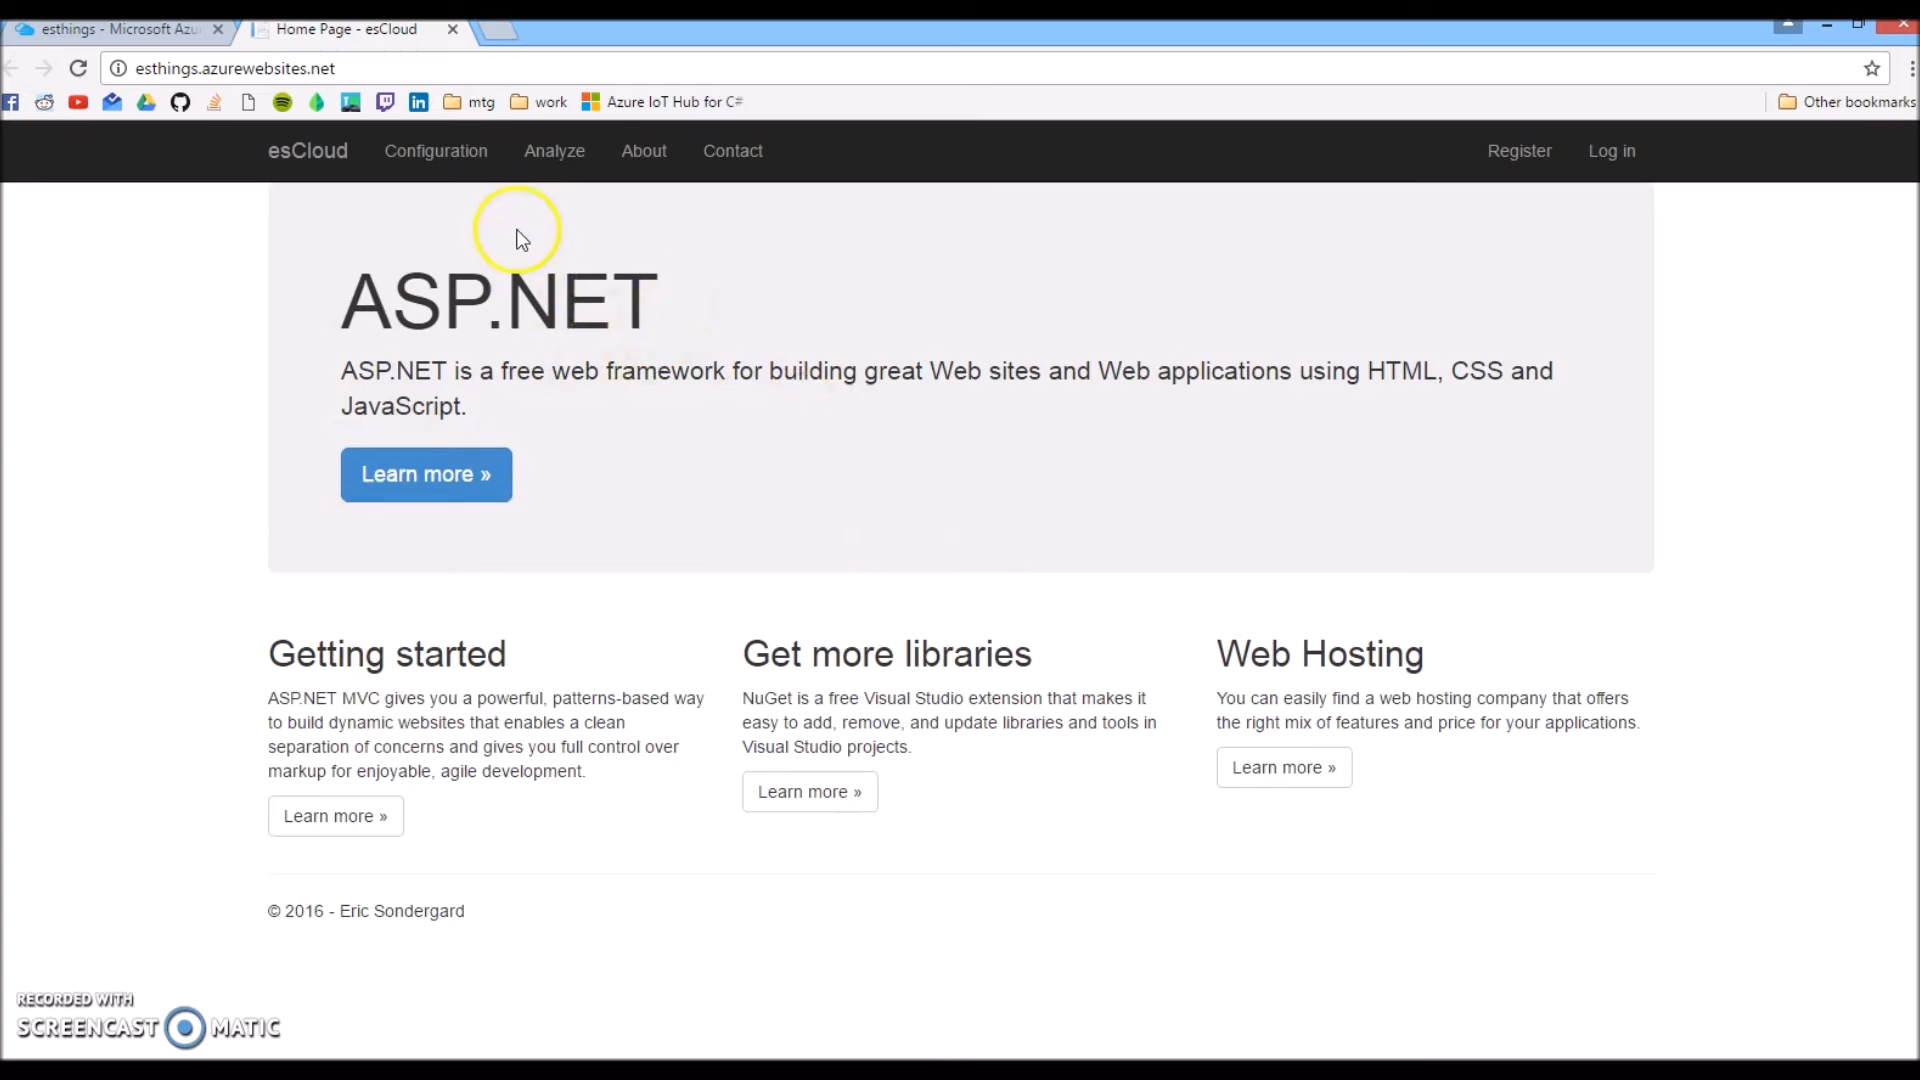 esthings - Microsoft Azu
Home Page - esCloud
esthings.azurewebsites.net
mtg work Azure IoT Hub for C# Other bookmarks
esCloud Configuration Analyze About Contact Register Log in
ASP.NET
ASP.NET is a free web framework for building great Web sites and Web applications using HTML, CSS and
JavaScript.
Learn more »
Getting started
ASP.NET MVC gives you a powerful, patterns-based way
to build dynamic websites that enables a clean
separation of concerns and gives you full control over
markup for enjoyable, agile development.
Learn more »
Get more libraries
NuGet is a free Visual Studio extension that makes it
easy to add, remove, and update libraries and tools in
Visual Studio projects.
Learn more »
Web Hosting
You can easily find a web hosting company that offers
the right mix of features and price for your applications.
Learn more »
© 2016 - Eric Sondergard
RECORDED WITH
SCREENCAST MATIC